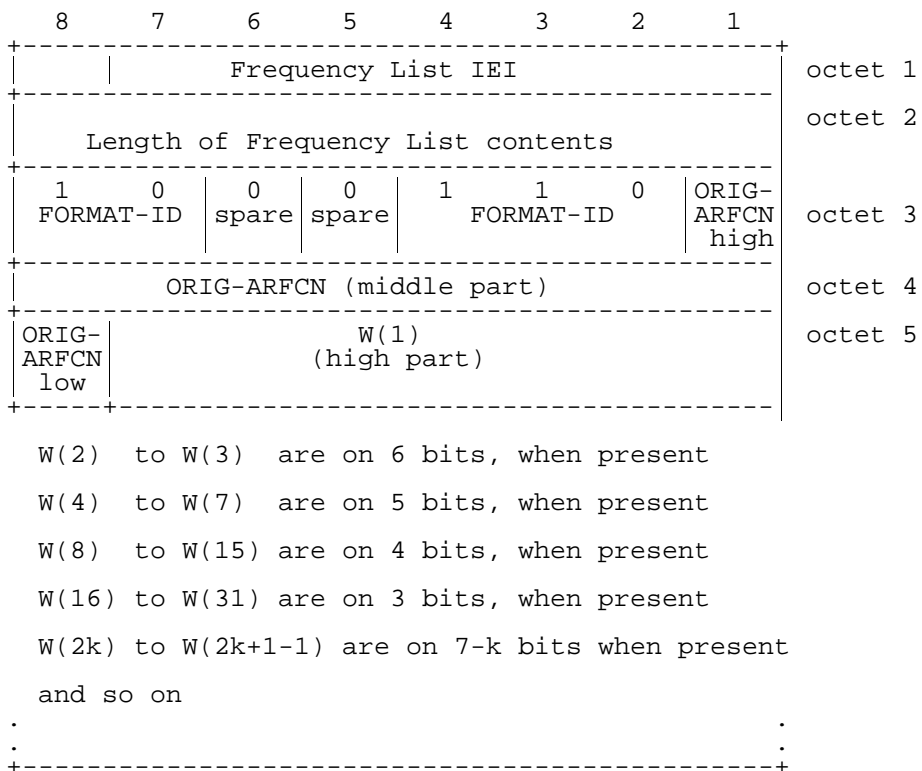 8 7 6 5 4 3 2 1
Frequency List IEI octet 1
octet 2
Length of Frequency List contents
1 0 0 0 1 1 0 ORIG-
FORMAT-ID spare spare FORMAT-ID ARFCN octet 3
high
ORIG-ARFCN (middle part) octet 4
ORIG- W(1) octet 5
ARFCN (high part)
low
W(2) to W(3) are on 6 bits, when present
W(4) to W(7) are on 5 bits, when present
W(8) to W(15) are on 4 bits, when present
W(16) to W(31) are on 3 bits, when present
W(2k) to W(2k+1-1) are on 7-k bits when present
and so on
. .
. .